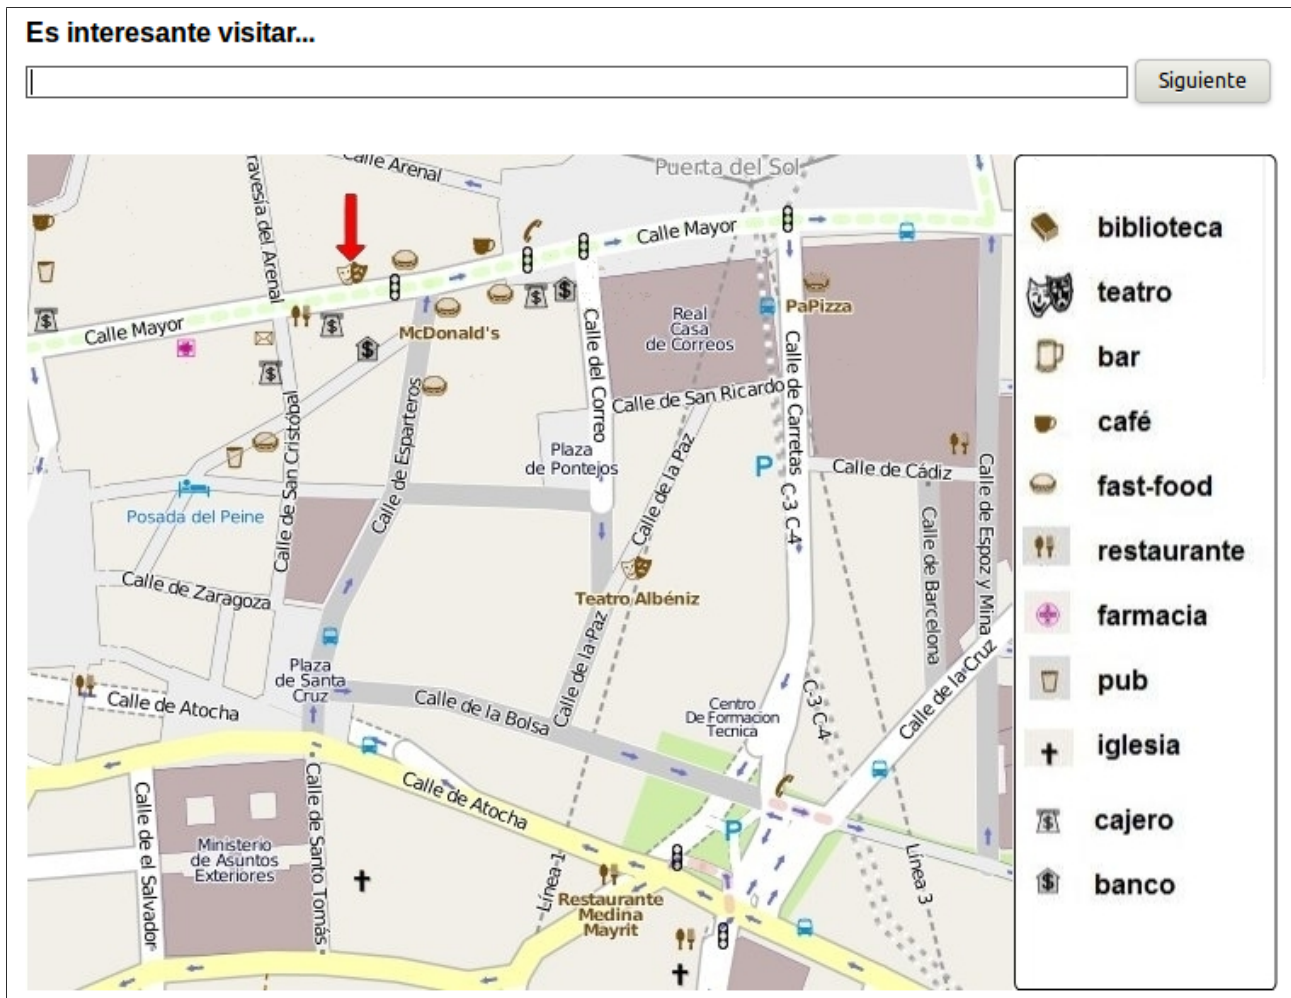 Es interesante visitar...
Siguiente
Calle Arenal
Puerta del Sol
ravesía del Arenal
Calle Mayor
Calle Mayor
McDonald's
PaPizza
Real
Casa
de Correos
Calle del Correo
Calle de San Ricardo
Calle de Carretas
Calle de Esparteros
Calle de San Cristóbal
Plaza
de Pontejos
Calle de la Paz
P
C-3 C-4
Calle de Cádiz
Calle de Espoz y Mina
Calle de Barcelona
Posada del Peine
Calle de Zaragoza
Teatro Albéniz
Calle de la Paz
Plaza
de Santa
Cruz
Calle de Atocha
Calle de la Bolsa
Centro
De Formacion
Tecnica
C-3 C-4
Calle de la Cruz
Calle de Atocha
P
Calle de el Salvador
Ministerio
de Asuntos
Exteriores
Calle de Santo Tomás
Línea 1
Línea 3
Restaurante
Medina
Mayrit
biblioteca
teatro
bar
café
fast-food
restaurante
farmacia
pub
iglesia
cajero
banco